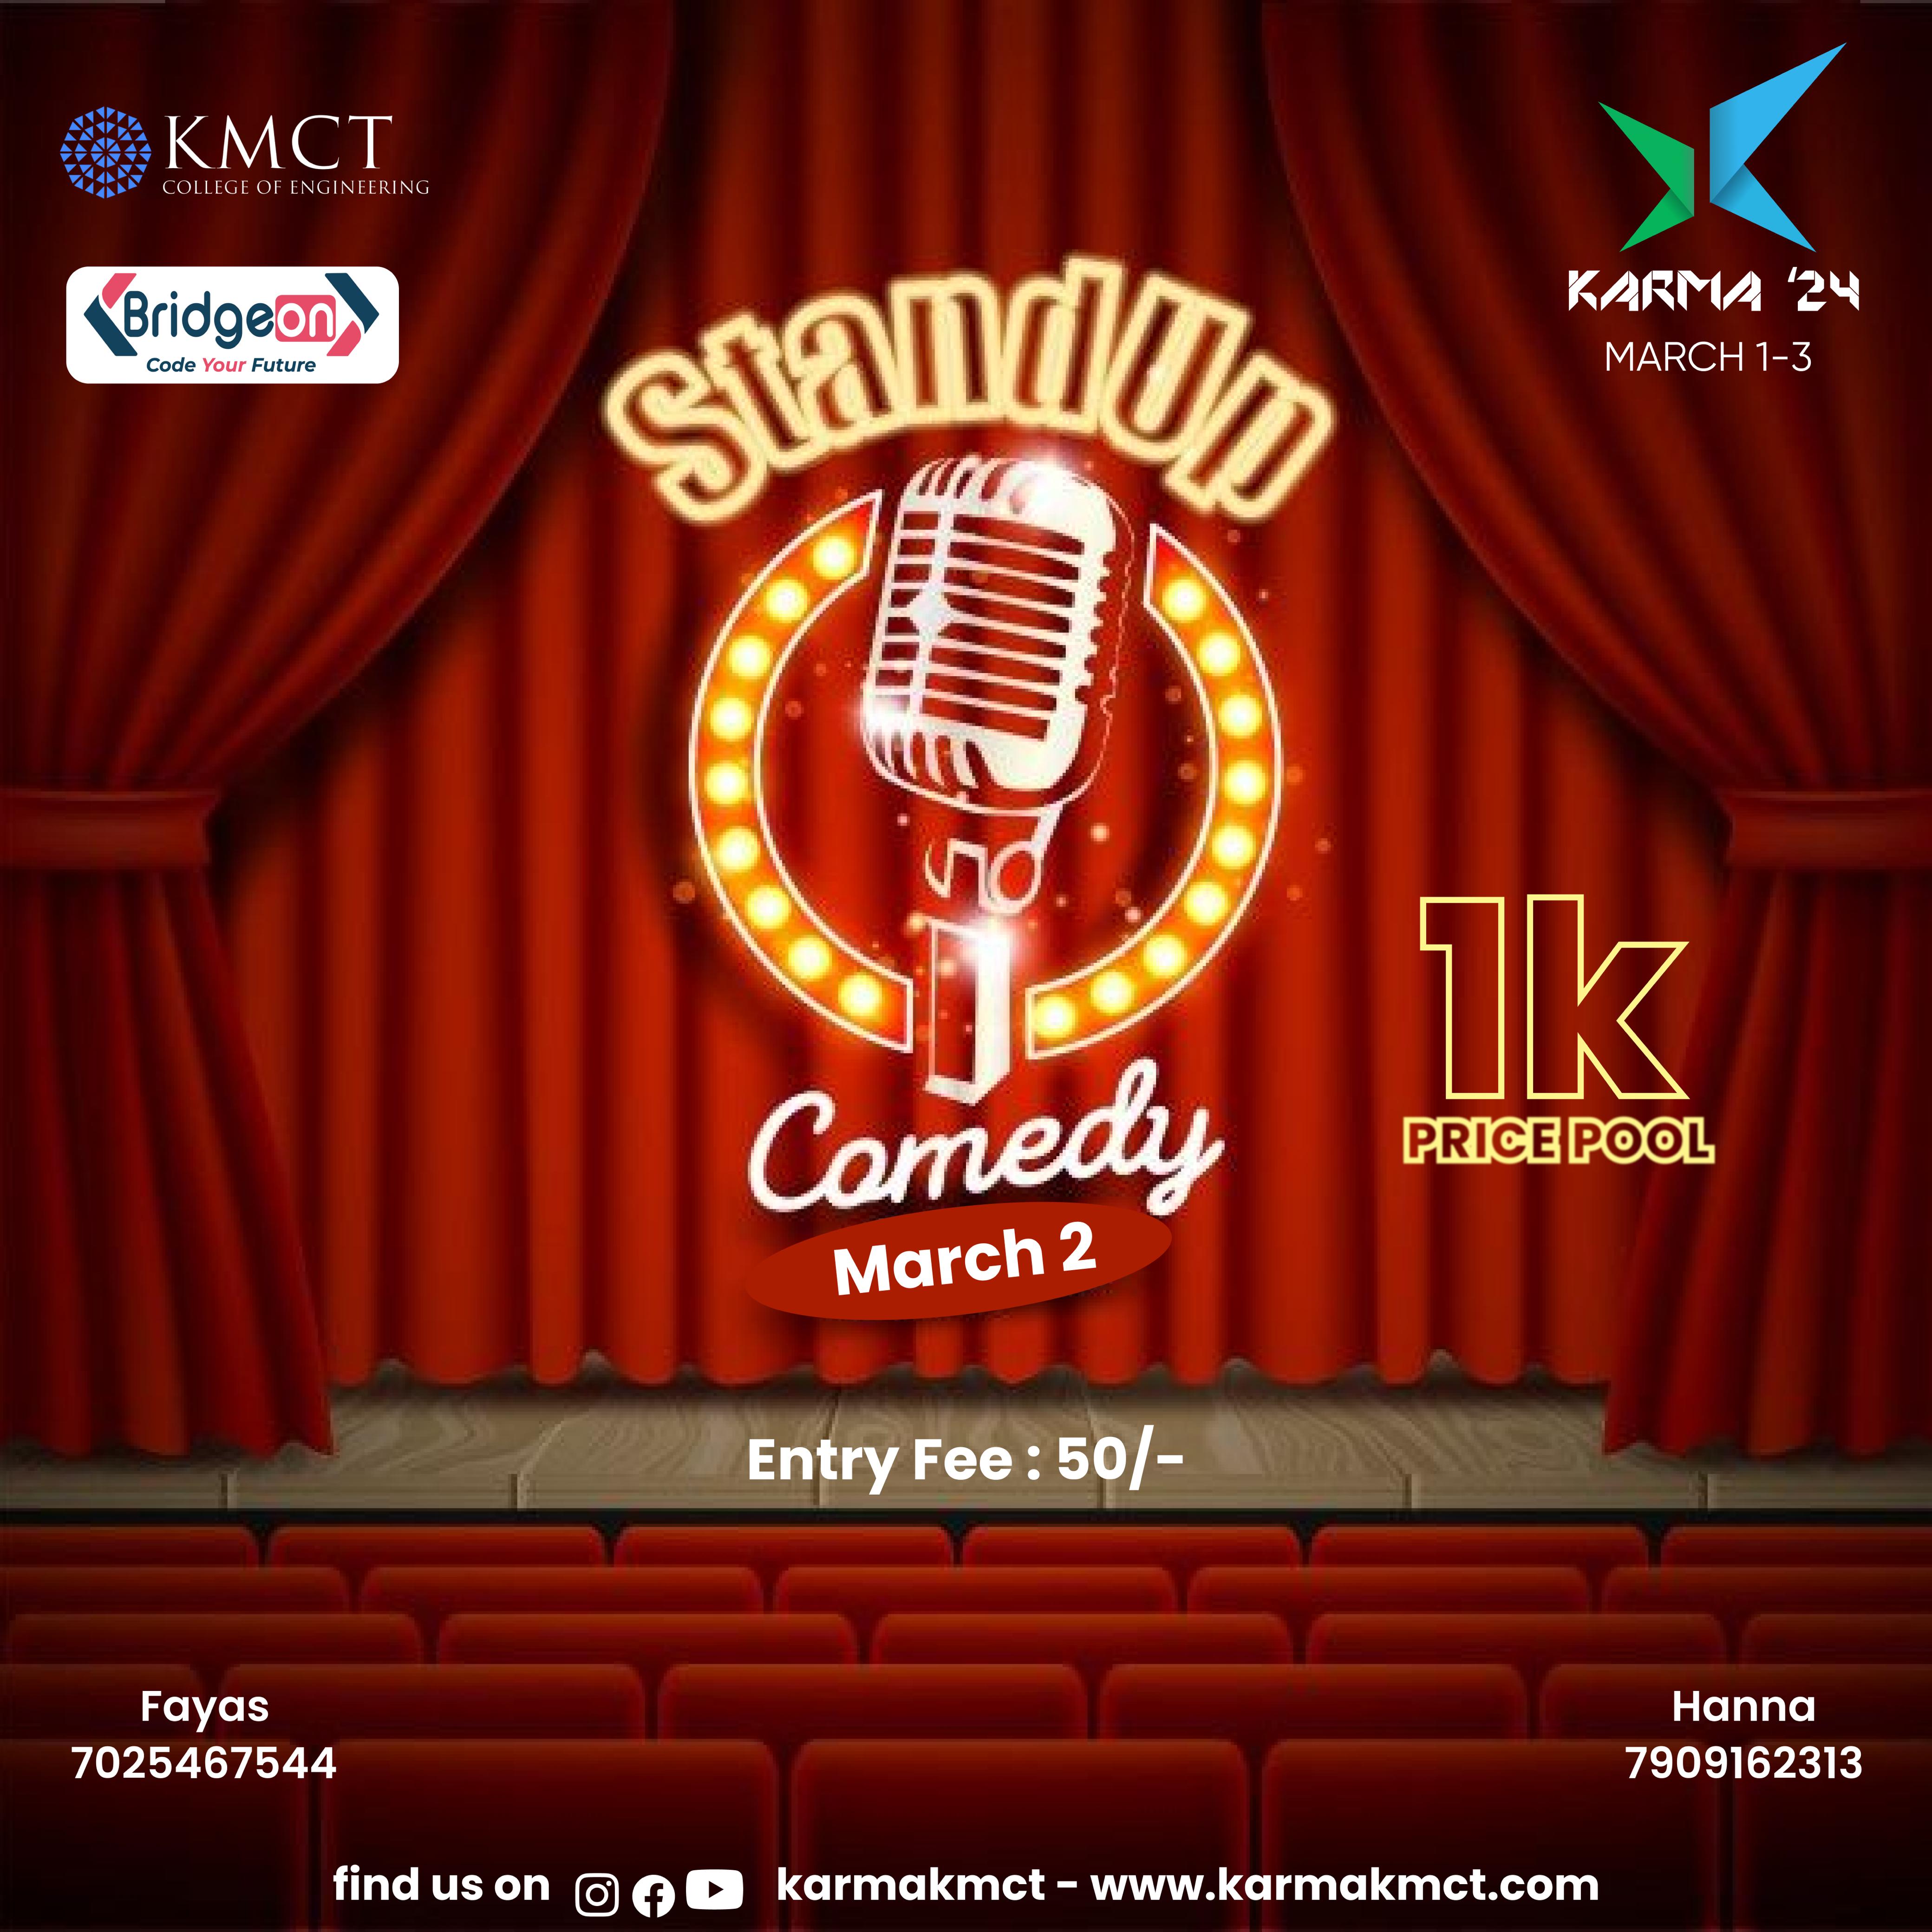 KMCT
COLLEGE OF ENGINEERING
Bridgeon
Code Your Future
KARMA '24
MARCH 1-3
StandUp
Comedy
March 2
1k
PRICE POOL
Entry Fee : 50/-
Fayas
7025467544
Hanna
7909162313
find us on karmakmct - www.karmakmct.com